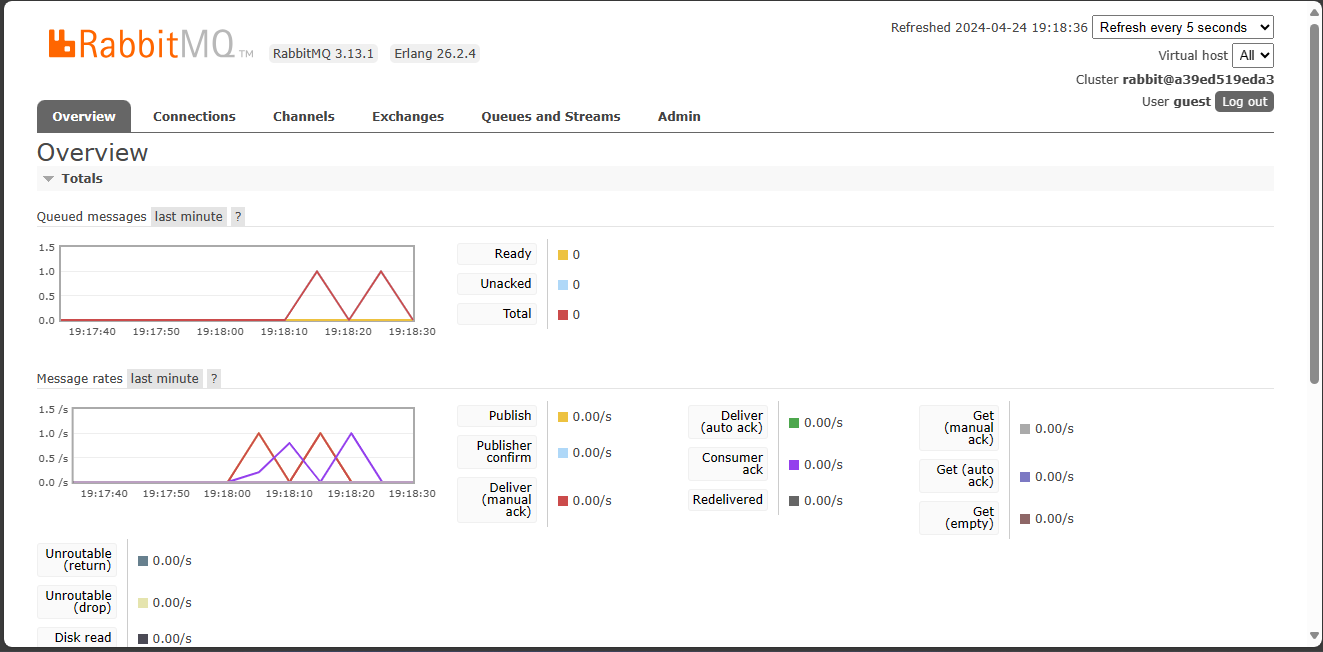 RabbitMQ TM RabbitMQ 3.13.1 Erlang 26.2.4
Refreshed 2024-04-24 19:18:36 Refresh every 5 seconds
Virtual host All
Cluster rabbit@a39ed519eda3
User guest Log out
Overview Connections Channels Exchanges Queues and Streams Admin
Overview
Totals
Queued messages last minute ?
1.5
1.0
0.5
0.0
19:17:40 19:17:50 19:18:00 19:18:10 19:18:20 19:18:30
Ready 0
Unacked 0
Total 0
Message rates last minute ?
1.5 /s
1.0 /s
0.5 /s
0.0 /s
19:17:40 19:17:50 19:18:00 19:18:10 19:18:20 19:18:30
Publish 0.00/s
Publisher
confirm 0.00/s
Deliver
(manual
ack) 0.00/s
Deliver
(auto ack) 0.00/s
Consumer
ack 0.00/s
Redelivered 0.00/s
Get
(manual
ack) 0.00/s
Get (auto
ack) 0.00/s
Get
(empty) 0.00/s
Unroutable
(return) 0.00/s
Unroutable
(drop) 0.00/s
Disk read 0.00/s